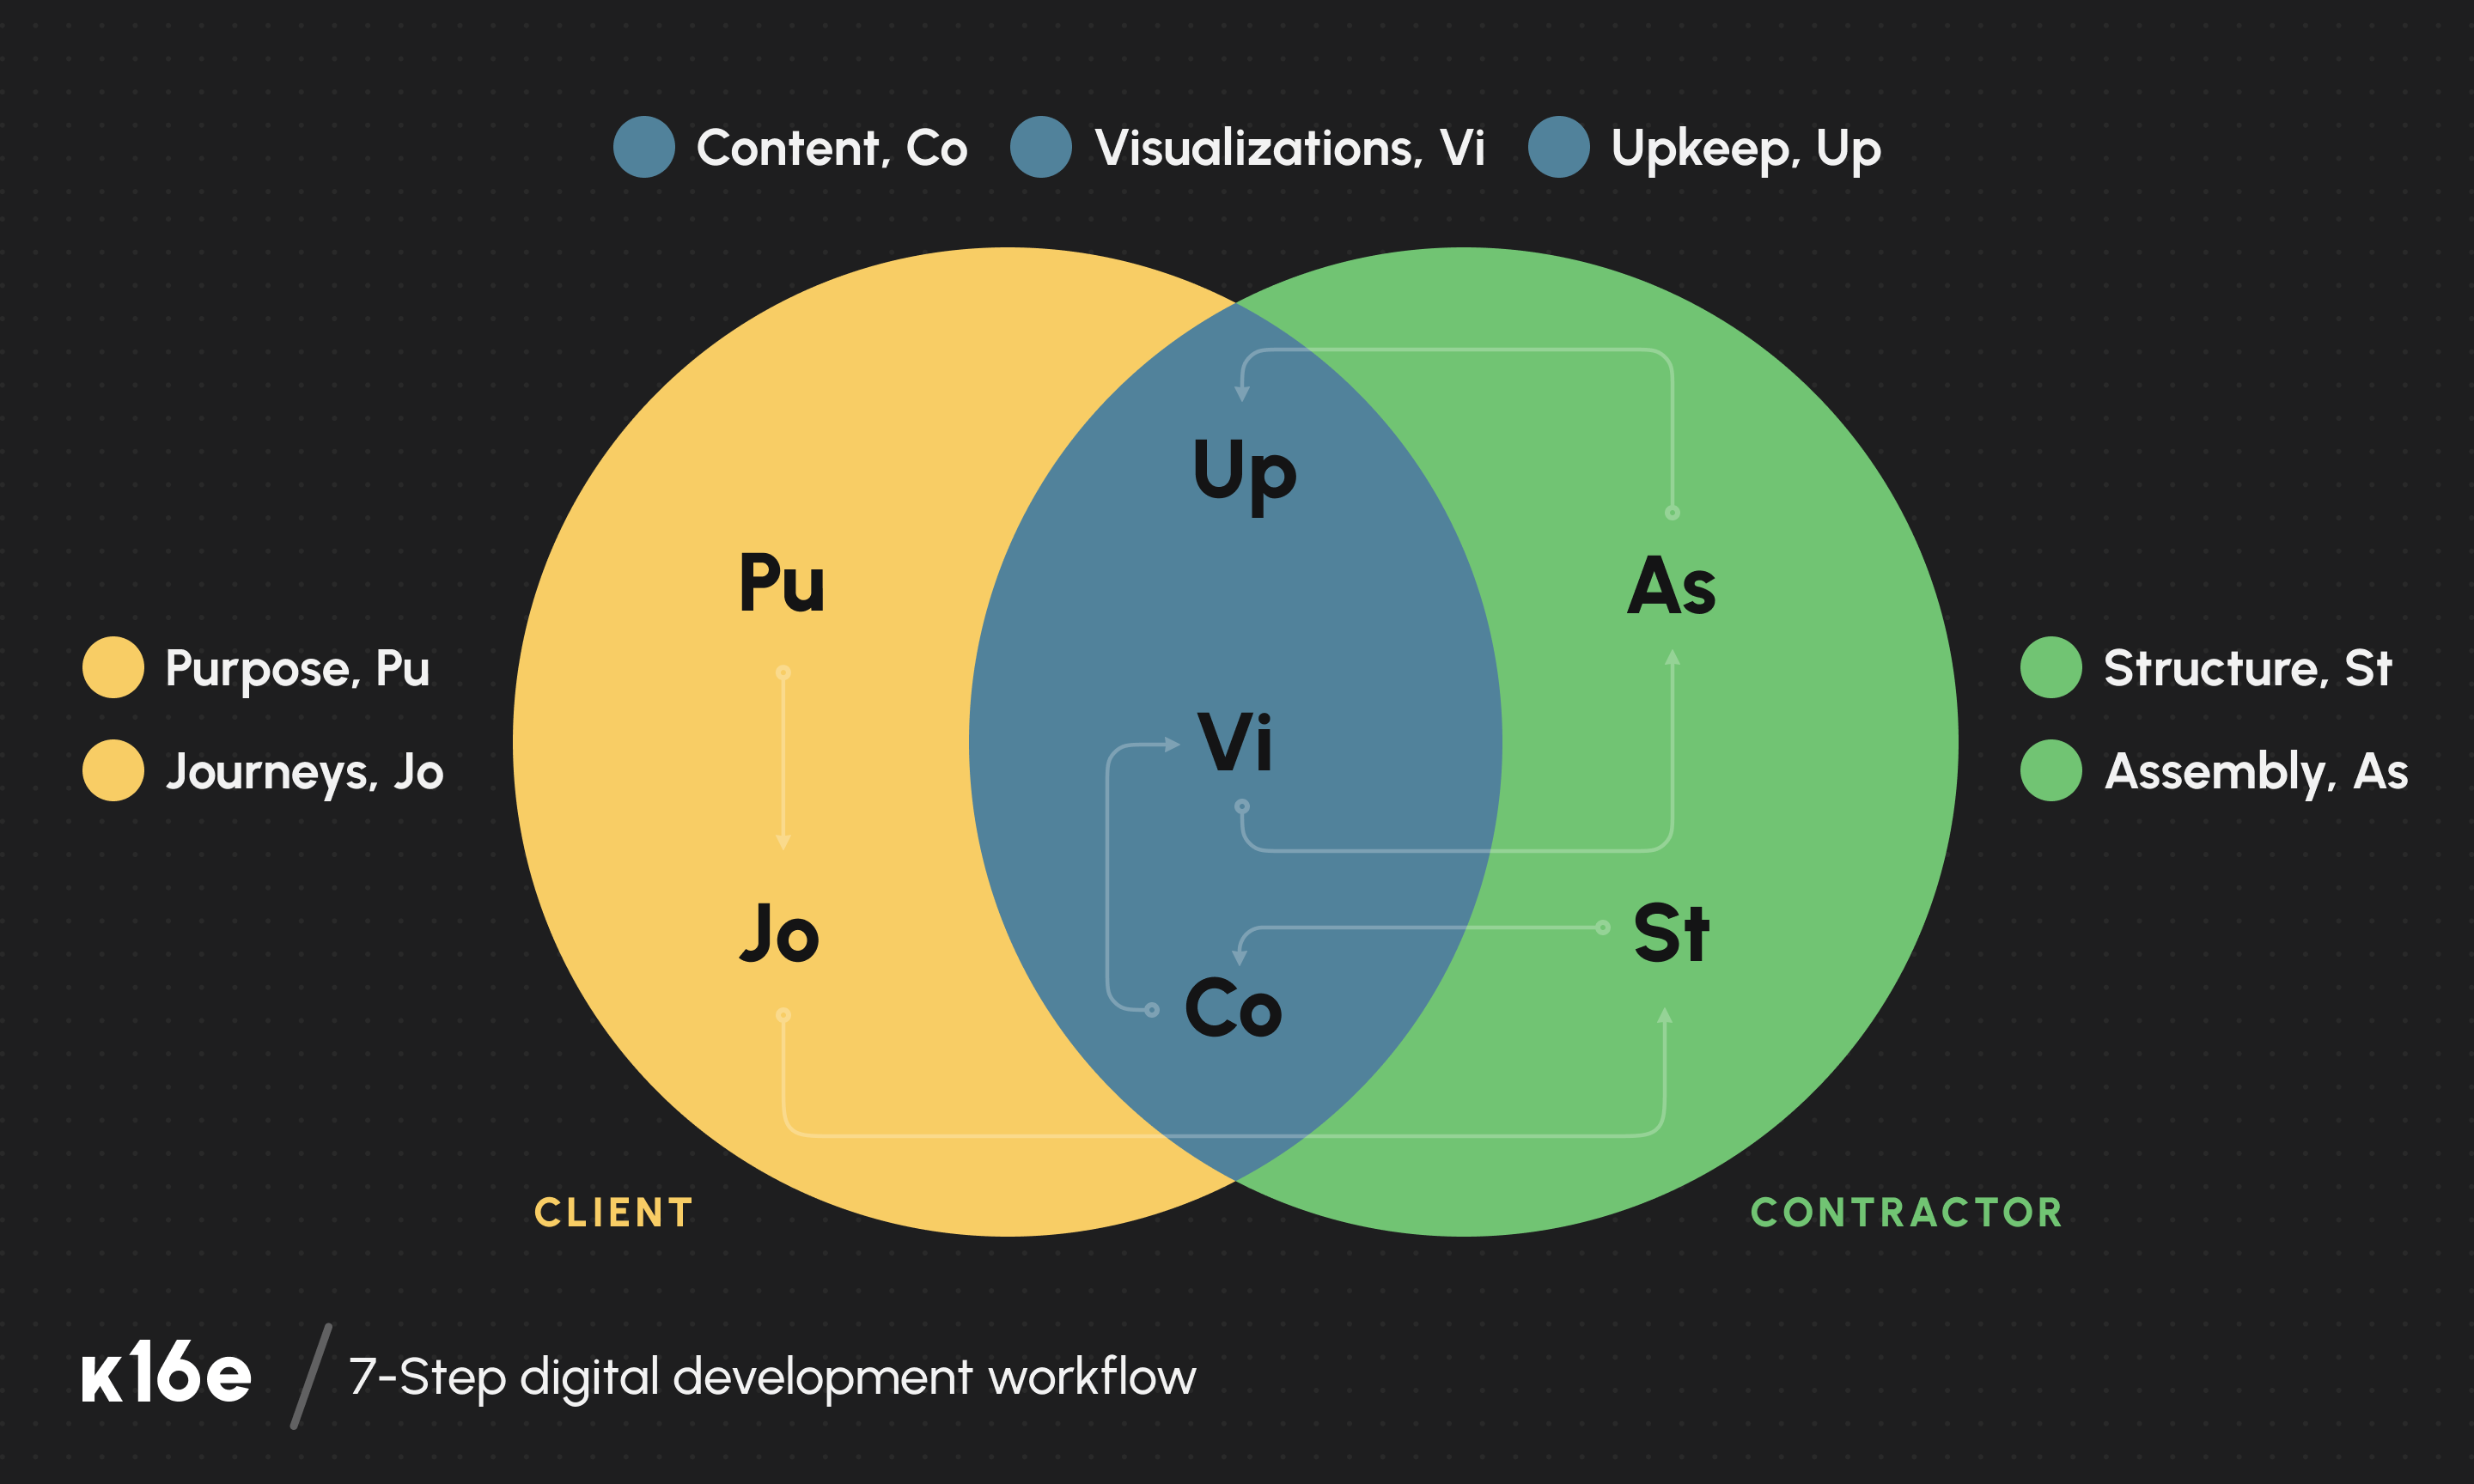 Content, Co
Visualizations, Vi
Upkeep, Up
Purpose, Pu
Journeys, Jo
Up
Pu
As
Vi
Jo
St
Co
Structure, St
Assembly, As
CLIENT
CONTRACTOR
к16e
7-Step digital development workflow